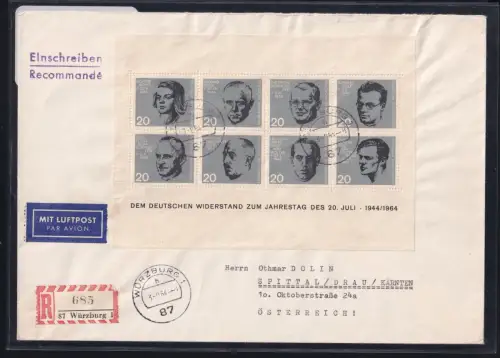 Einschreiben
Recommandé
20 20 20 20
20 20 20 20
DEM DEUTSCHEN WIDERSTAND ZUM JAHRESTAG DES 20. JULI · 1944/1964
MIT LUFTPOST
PAR AVION
R 685
87 Würzburg 1
WÜRZBURG 1
87
87
87
Herrn Othmar DOLIN
SPITTAL/DRAU/KÄRNTEN
10. Oktoberstraße 24a
ÖSTERREICH!